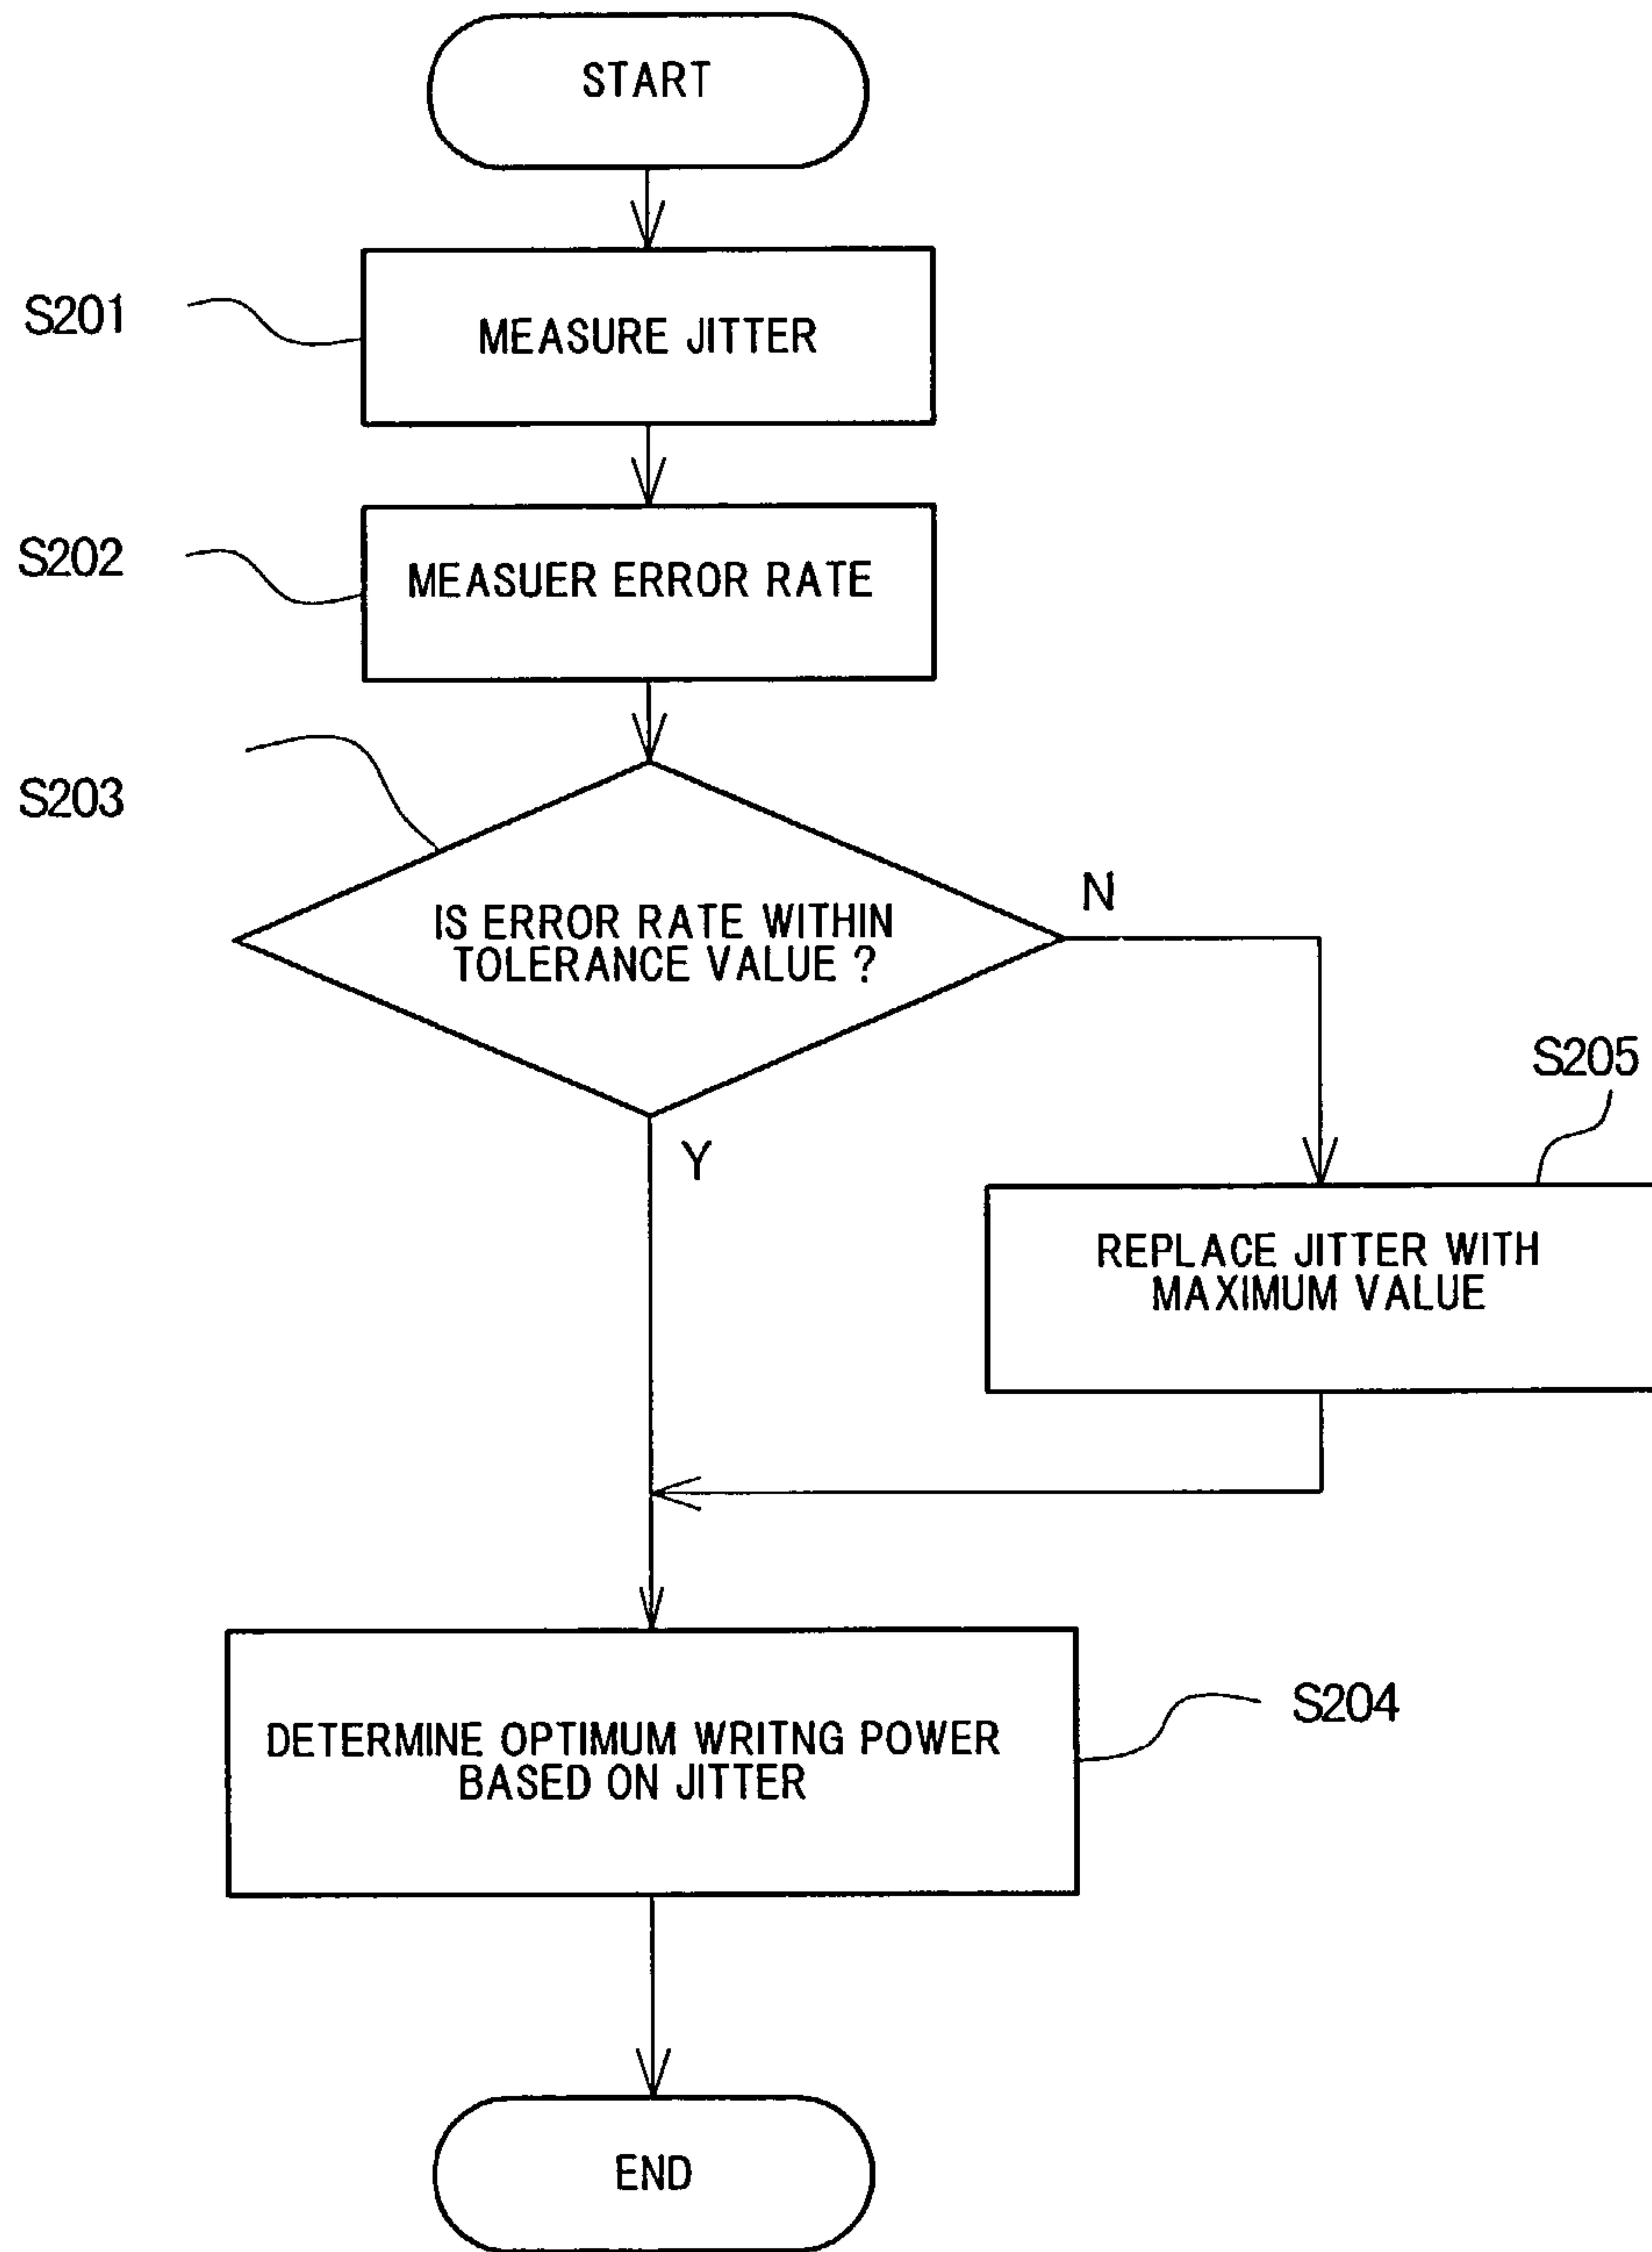 START
S201
MEASURE JITTER
S202
MEASUER ERROR RATE
S203
IS ERROR RATE WITHIN
TOLERANCE VALUE ?
N
Y
S205
REPLACE JITTER WITH
MAXIMUM VALUE
DETERMINE OPTIMUM WRITNG POWER
BASED ON JITTER
S204
END